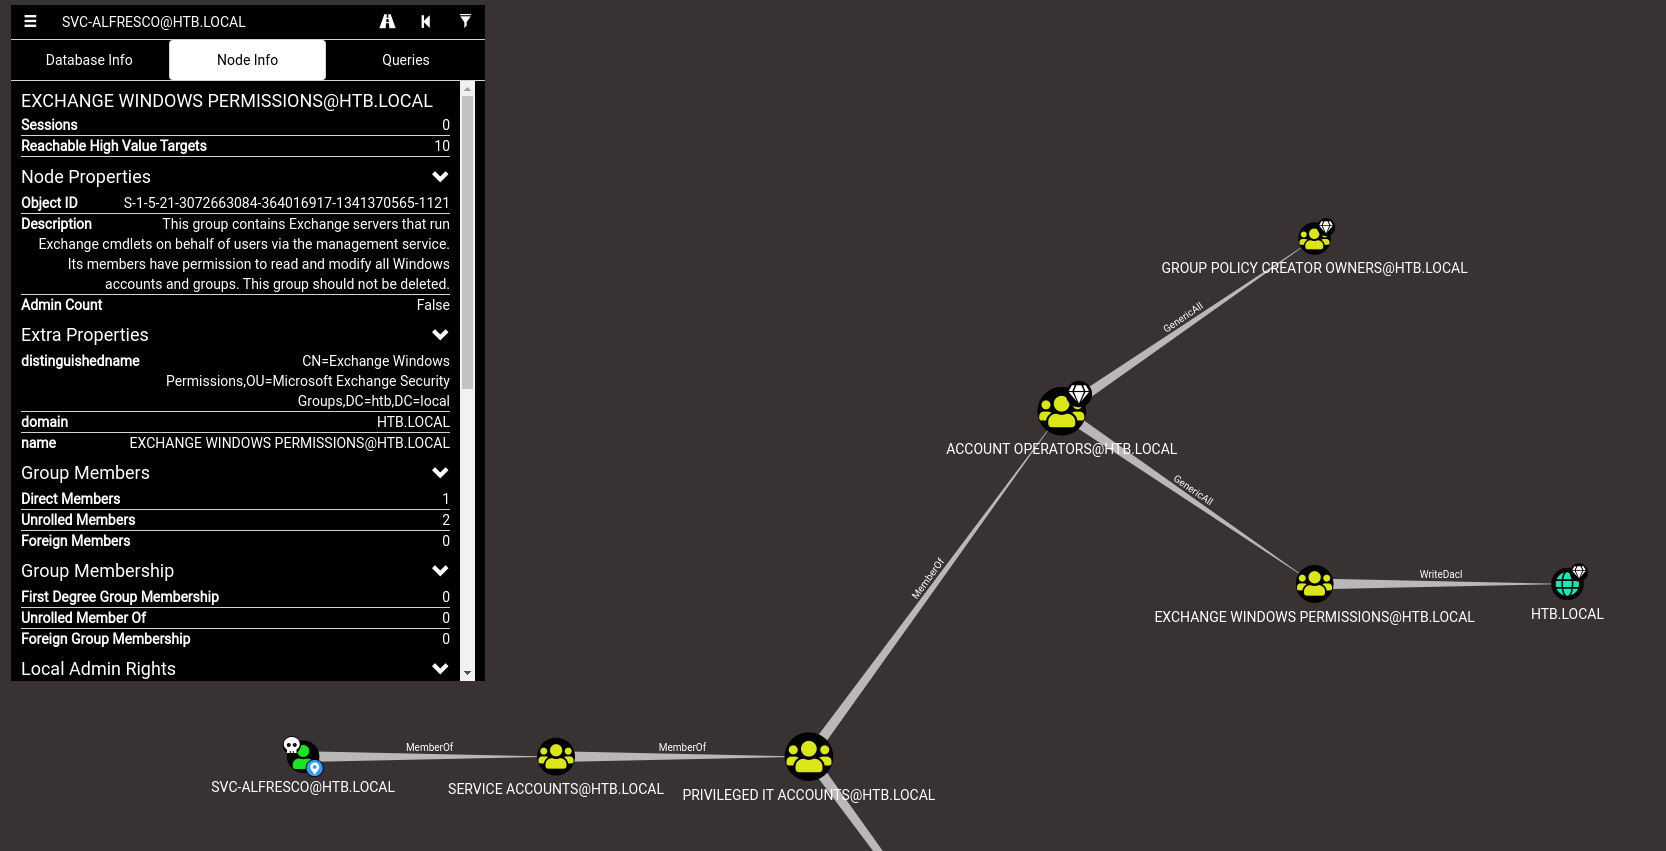 SVC-ALFRESCO@HTB.LOCAL
Database Info Node Info Queries
EXCHANGE WINDOWS PERMISSIONS@HTB.LOCAL
Sessions 0
Reachable High Value Targets 10
Node Properties
Object ID S-1-5-21-3072663084-364016917-1341370565-1121
Description This group contains Exchange servers that run
Exchange cmdlets on behalf of users via the management service.
Its members have permission to read and modify all Windows
accounts and groups. This group should not be deleted.
Admin Count False
Extra Properties
distinguishedname CN=Exchange Windows
Permissions,OU=Microsoft Exchange Security
Groups,DC=htb,DC=local
domain HTB.LOCAL
name EXCHANGE WINDOWS PERMISSIONS@HTB.LOCAL
Group Members
Direct Members 1
Unrolled Members 2
Foreign Members 0
Group Membership
First Degree Group Membership 0
Unrolled Member Of 0
Foreign Group Membership 0
Local Admin Rights
GROUP POLICY CREATOR OWNERS@HTB.LOCAL
GenericAll
ACCOUNT OPERATORS@HTB.LOCAL
GenericAll
MemberOf
WriteDacl
EXCHANGE WINDOWS PERMISSIONS@HTB.LOCAL
HTB.LOCAL
MemberOf
MemberOf
SVC-ALFRESCO@HTB.LOCAL
SERVICE ACCOUNTS@HTB.LOCAL
PRIVILEGED IT ACCOUNTS@HTB.LOCAL